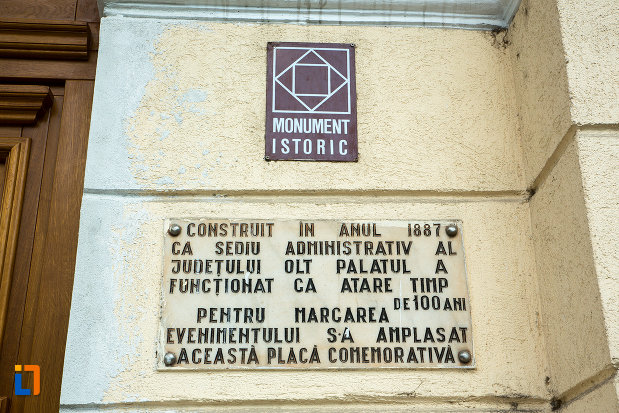 MONUMENT
ISTORIC
CONSTRUIT ÎN ANUL 1887
CA SEDIU ADMINISTRATIV AL
JUDEȚULUI OLT PALATUL A
FUNCȚIONAT CA ATARE TIMP
DE 100 ANI
PENTRU MARCAREA
EVENIMENTULUI S-A AMPLASAT
ACEASTĂ PLACĂ COMEMORATIVĂ